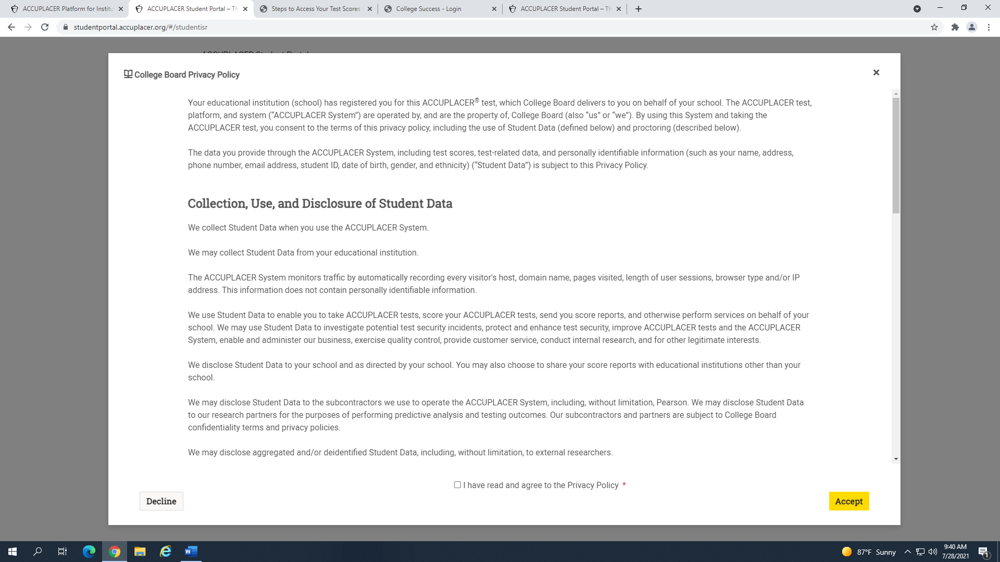 ACCUPLACER Platform for Institu
ACCUPLACER Student Portal – Th
Steps to Access Your Test Scores
College Success - Login
ACCUPLACER Student Portal – Th
studentportal.accuplacer.org/#/studentisr
ACCUPLACER Student Portal
College Board Privacy Policy
Your educational institution (school) has registered you for this ACCUPLACER® test, which College Board delivers to you on behalf of your school. The ACCUPLACER test,
platform, and system (“ACCUPLACER System”) are operated by, and are the property of, College Board (also “us” or “we”). By using this System and taking the
ACCUPLACER test, you consent to the terms of this privacy policy, including the use of Student Data (defined below) and proctoring (described below).
The data you provide through the ACCUPLACER System, including test scores, test-related data, and personally identifiable information (such as your name, address,
phone number, email address, student ID, date of birth, gender, and ethnicity) (“Student Data”) is subject to this Privacy Policy.
Collection, Use, and Disclosure of Student Data
We collect Student Data when you use the ACCUPLACER System.
We may collect Student Data from your educational institution.
The ACCUPLACER System monitors traffic by automatically recording every visitor's host, domain name, pages visited, length of user sessions, browser type and/or IP
address. This information does not contain personally identifiable information.
We use Student Data to enable you to take ACCUPLACER tests, score your ACCUPLACER tests, send you score reports, and otherwise perform services on behalf of your
school. We may use Student Data to investigate potential test security incidents, protect and enhance test security, improve ACCUPLACER tests and the ACCUPLACER
System, enable and administer our business, exercise quality control, provide customer service, conduct internal research, and for other legitimate interests.
We disclose Student Data to your school and as directed by your school. You may also choose to share your score reports with educational institutions other than your
school.
We may disclose Student Data to the subcontractors we use to operate the ACCUPLACER System, including, without limitation, Pearson. We may disclose Student Data
to our research partners for the purposes of performing predictive analysis and testing outcomes. Our subcontractors and partners are subject to College Board
confidentiality terms and privacy policies.
We may disclose aggregated and/or deidentified Student Data, including, without limitation, to external researchers.
I have read and agree to the Privacy Policy *
Decline
Accept
87°F Sunny
9:40 AM
7/28/2021
1